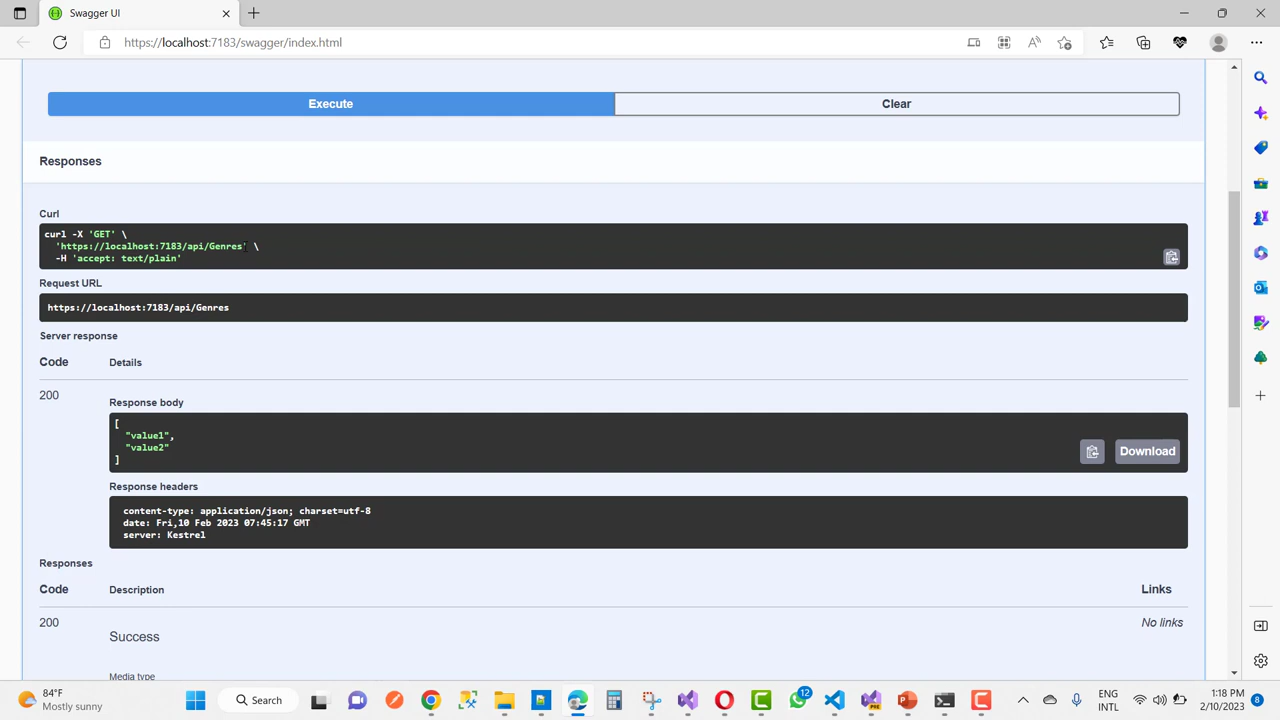 Swagger UI
https://localhost:7183/swagger/index.html
Execute
Clear
Responses
Curl
curl -X 'GET' \
'https://localhost:7183/api/Genres' \
-H 'accept: text/plain'
Request URL
https://localhost:7183/api/Genres
Server response
Code Details
200
Response body
[
"value1",
"value2"
]
Download
Response headers
content-type: application/json; charset=utf-8
date: Fri,10 Feb 2023 07:45:17 GMT
server: Kestrel
Responses
Code Description Links
200 No links
Success
Media type
84°F
Mostly sunny
Search
12
ENG
INTL
1:18 PM
2/10/2023
8